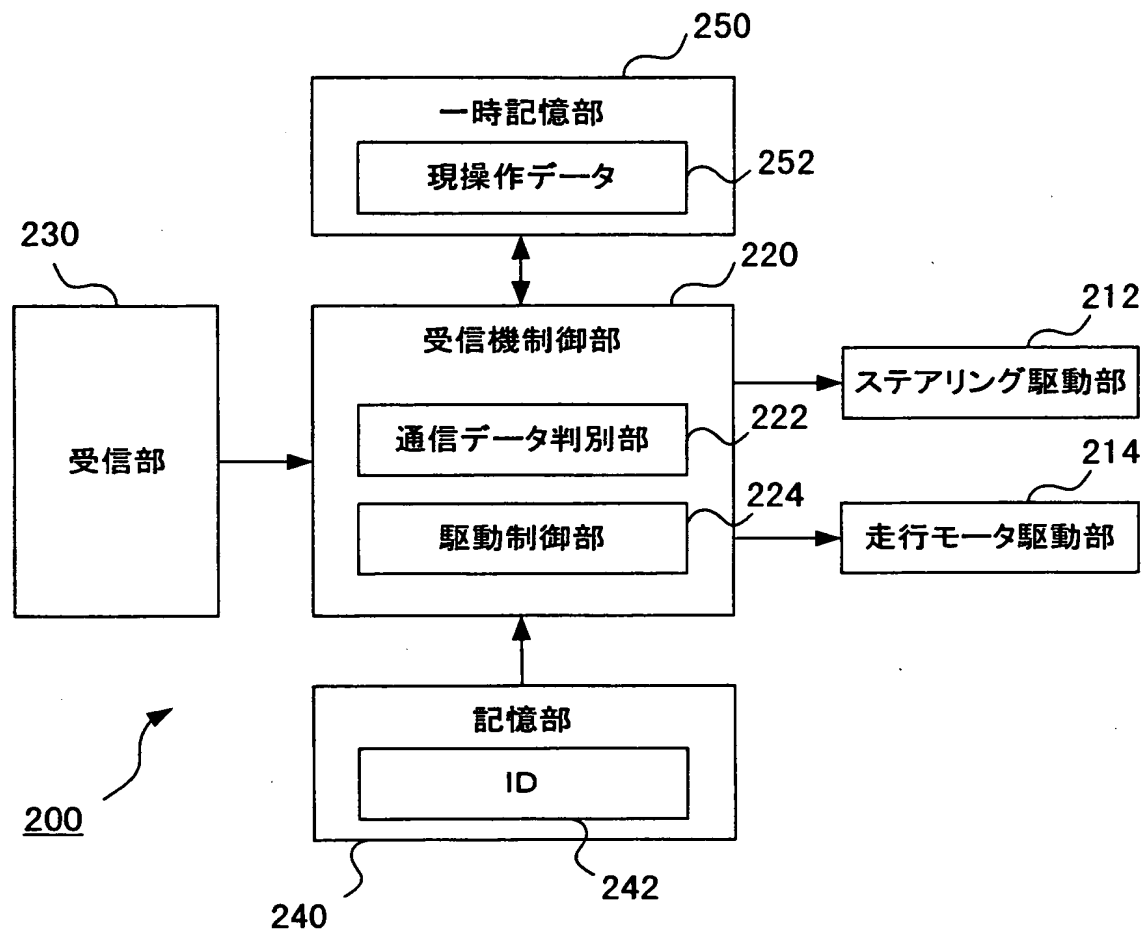 250
一時記憶部
現操作データ
252
230
220
受信部
受信機制御部
通信データ判別部
222
駆動制御部
224
212
ステアリング駆動部
214
走行モータ駆動部
記憶部
ID
200
240
242